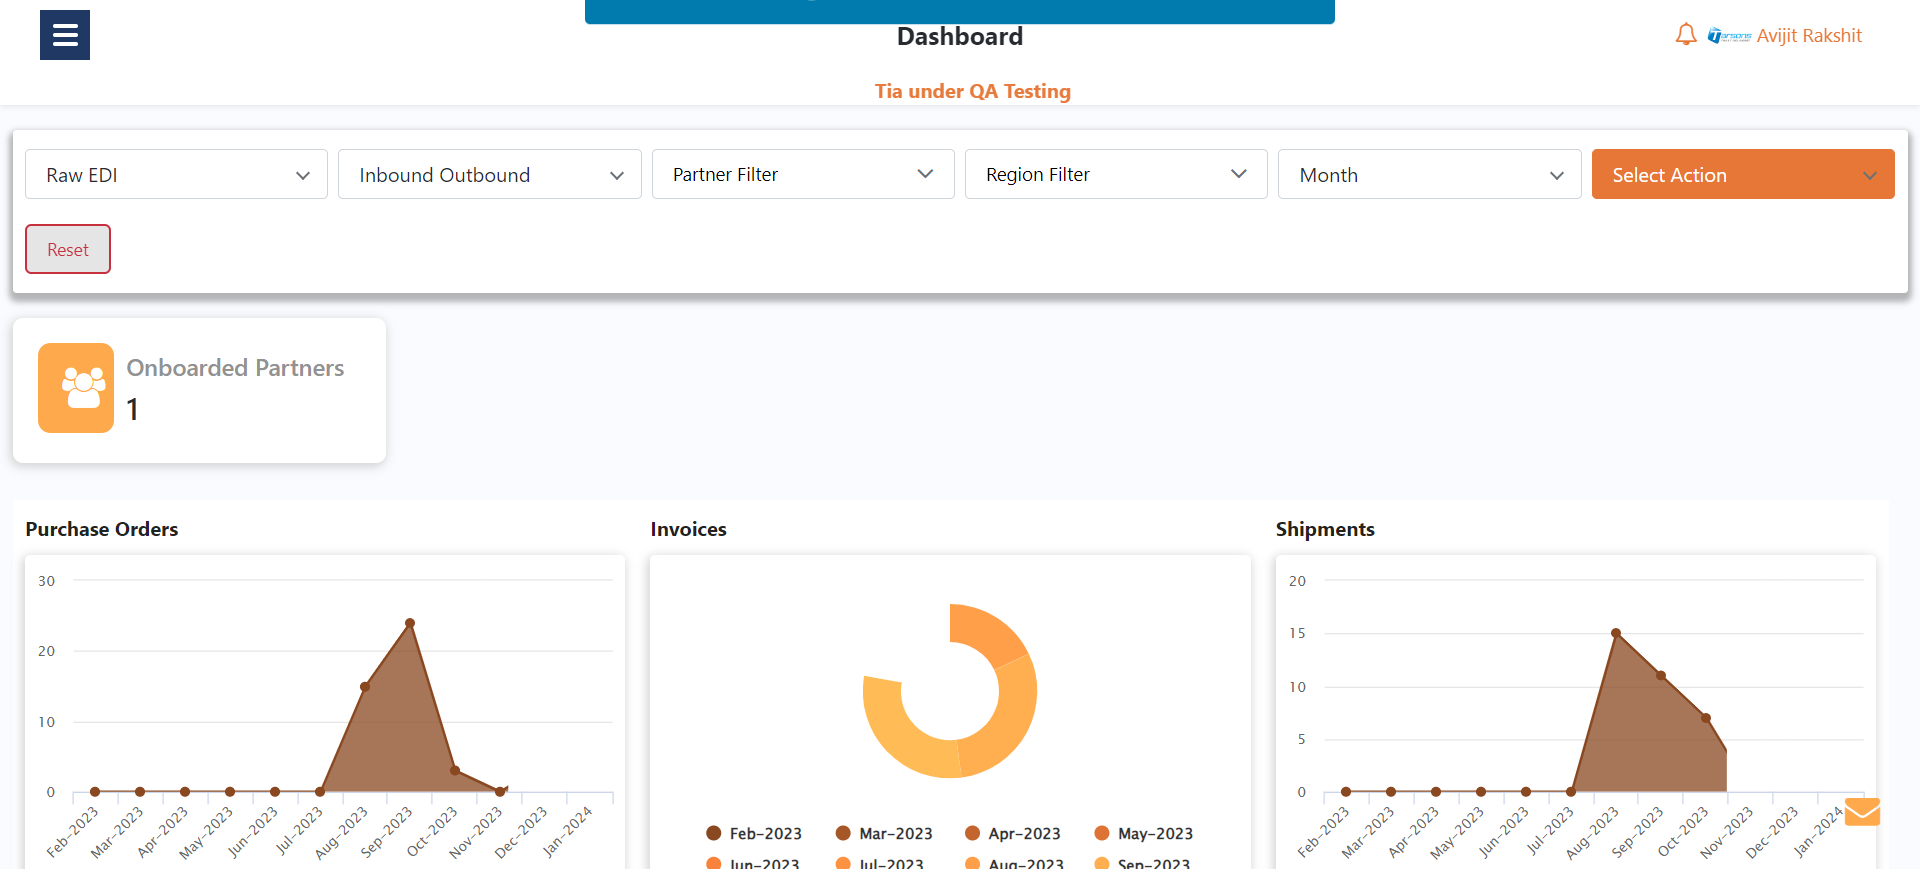 Dashboard
Tarsons Avijit Rakshit
Tia under QA Testing
Raw EDI Inbound Outbound Partner Filter Region Filter Month Select Action
Reset
Onboarded Partners
1
Purchase Orders
30
20
10
0
Feb-2023 Mar-2023 Apr-2023 May-2023 Jun-2023 Jul-2023 Aug-2023 Sep-2023 Oct-2023 Nov-2023 Dec-2023 Jan-2024
Invoices
Feb-2023 Mar-2023 Apr-2023 May-2023
Jun-2023 Jul-2023 Aug-2023 Sep-2023
Shipments
20
15
10
5
0
Feb-2023 Mar-2023 Apr-2023 May-2023 Jun-2023 Jul-2023 Aug-2023 Sep-2023 Oct-2023 Nov-2023 Dec-2023 Jan-2024